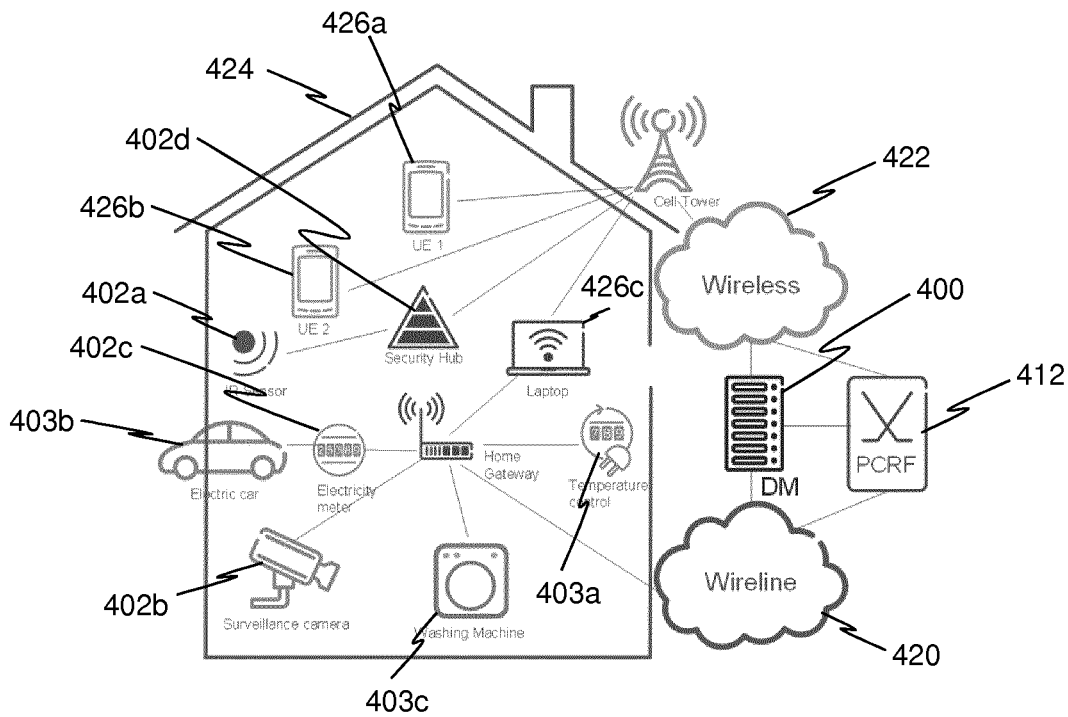 426a
424
402d
422
Cell Tower
426b
UE 1
Wireless
402a
426c
400
UE 2
402c
Security Hub
412
IR Sensor
Laptop
403b
Home
Gateway
PCRF
Electric car
Electricity
meter
Temperature
control
DM
Wireline
402b
403a
Surveillance camera
Washing Machine
420
403c